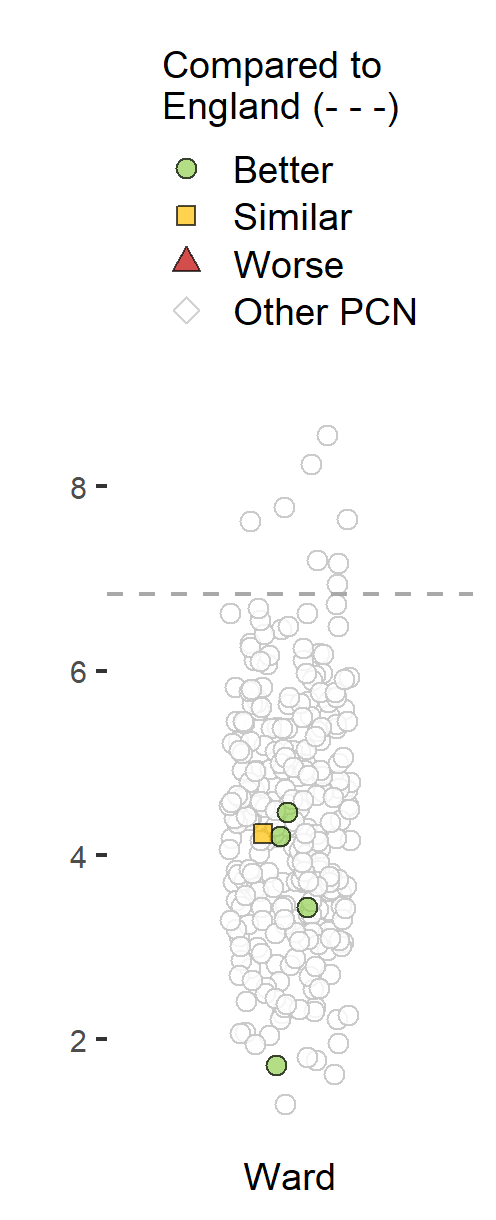 Compared to
England (- - -)
Better
Similar
Worse
Other PCN
8
6
4
2
Ward